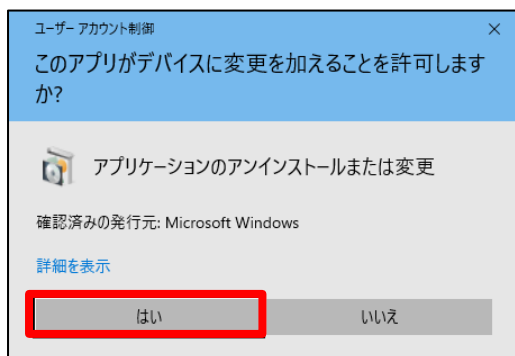 ユーザー アカウント制御
このアプリがデバイスに変更を加えることを許可します
か?
アプリケーションのアンインストールまたは変更
確認済みの発行元: Microsoft Windows
詳細を表示
はい
いいえ